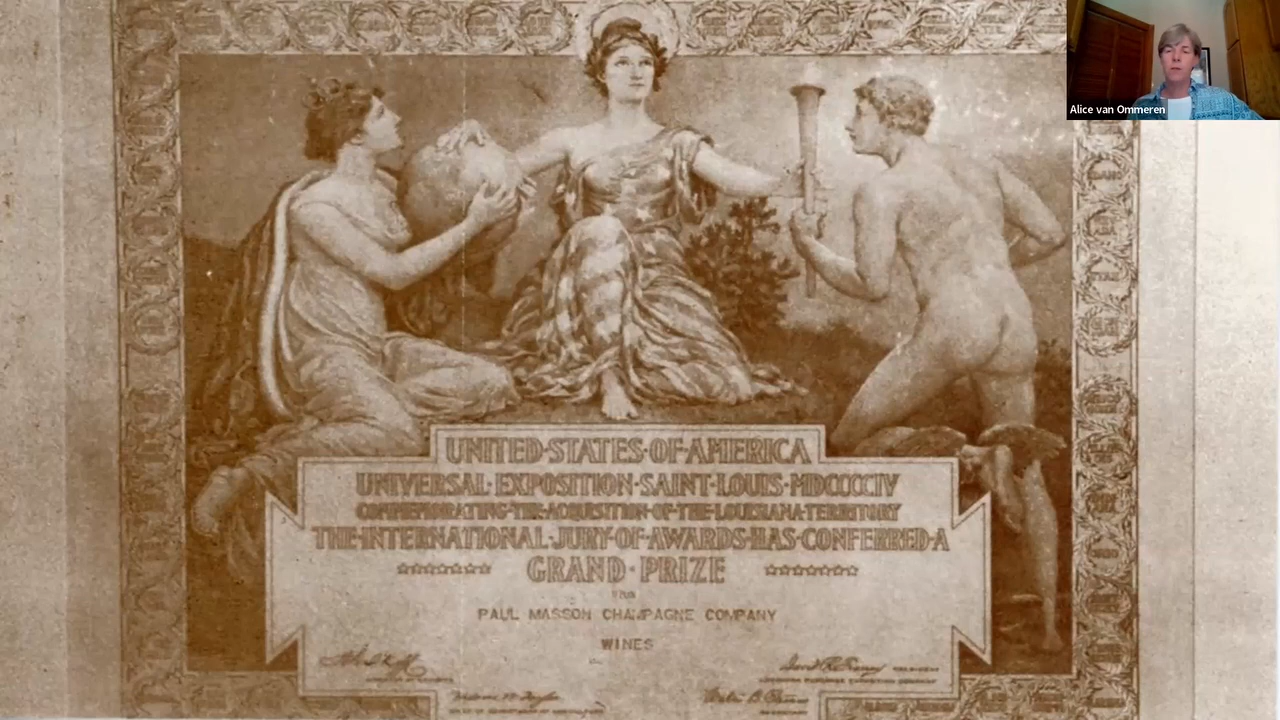 Alice van Ommeren
UNITED·STATES·OF·AMERICA
UNIVERSAL·EXPOSITION·SAINT·LOUIS·MDCCCCIV
COMMEMORATING·THE·ACQUISITION·OF·THE·LOUISIANA·TERRITORY
THE·INTERNATIONAL·JURY·OF·AWARDS·HAS·CONFERRED·A
GRAND·PRIZE
UPON
PAUL MASSON CHAMPAGNE COMPANY
WINES